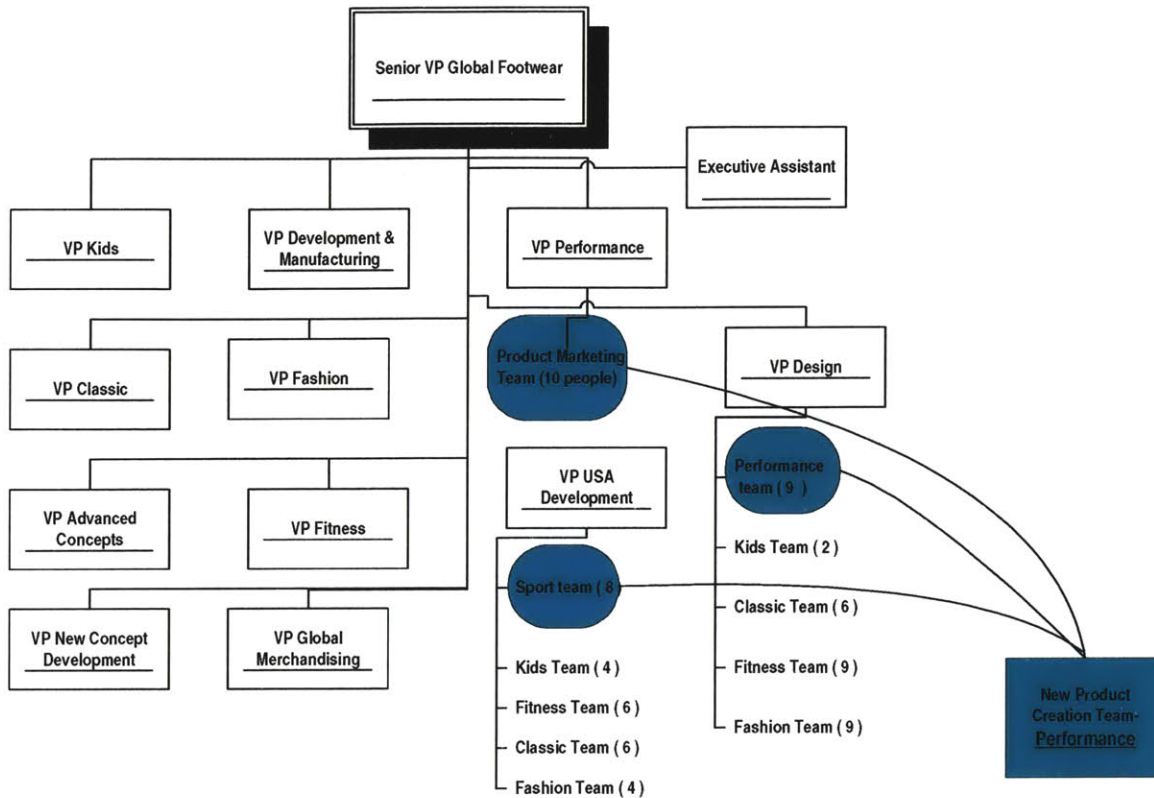 Senior VP Global Footwear
Executive Assistant
VP Kids
VP Development &
Manufacturing
VP Performance
VP Classic
VP Fashion
Product Marketing
Team (10 people)
VP Design
VP Advanced
Concepts
VP Fitness
VP USA
Development
Performance
team ( 9 )
VP New Concept
Development
VP Global
Merchandising
Sport team ( 8 )
Kids Team ( 4 )
Fitness Team ( 6 )
Classic Team ( 6 )
Fashion Team ( 4 )
Kids Team ( 2 )
Classic Team ( 6 )
Fitness Team ( 9 )
Fashion Team ( 9 )
New Product
Creation Team-
Performance